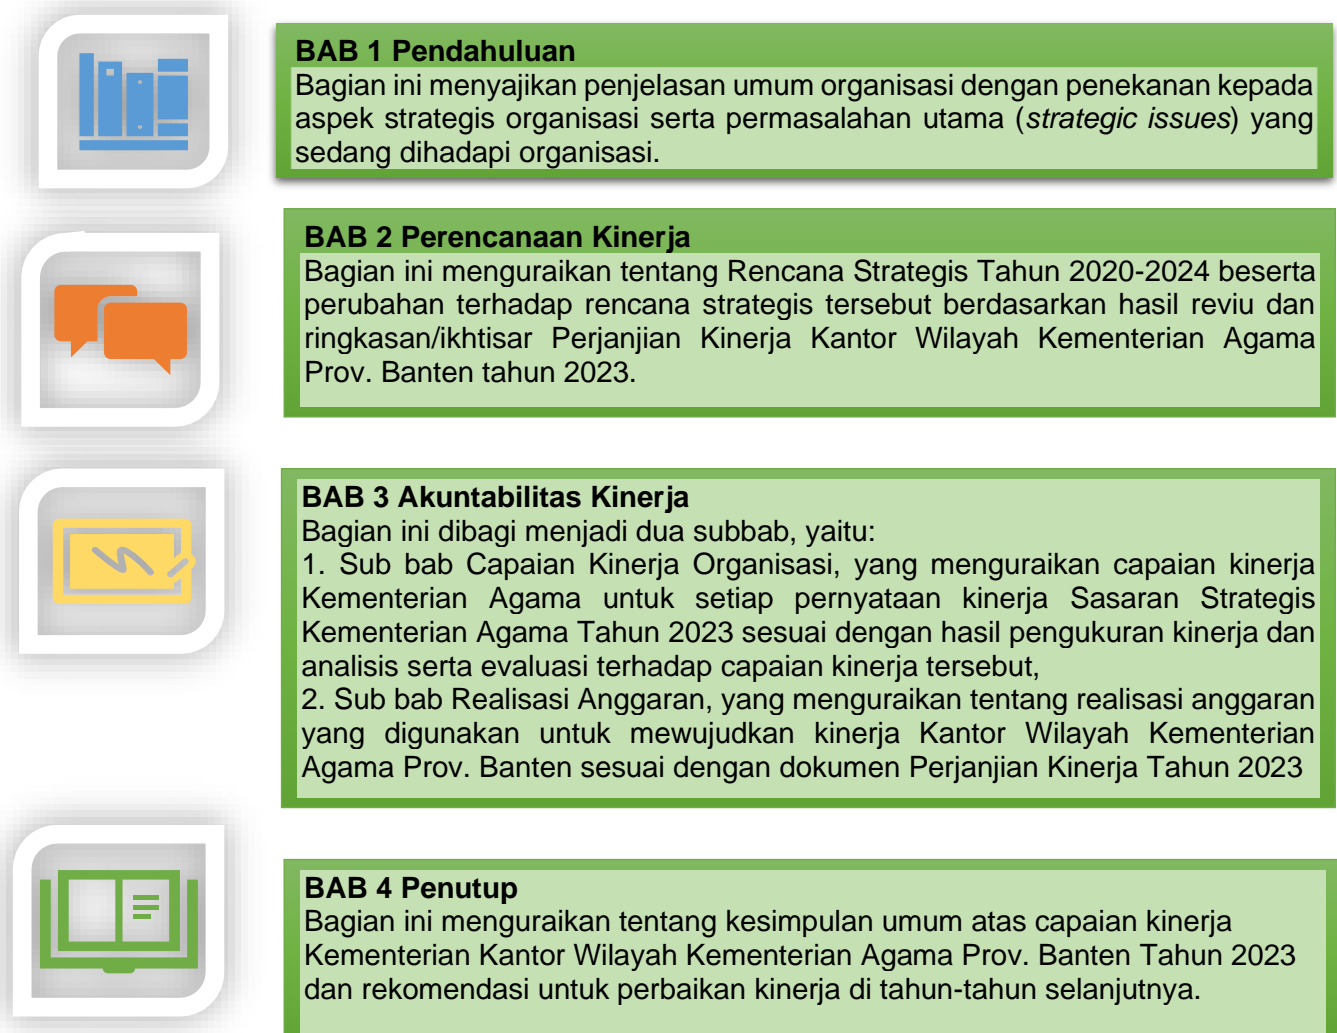 BAB 1 Pendahuluan
Bagian ini menyajikan penjelasan umum organisasi dengan penekanan kepada
aspek strategis organisasi serta permasalahan utama (strategic issues) yang
sedang dihadapi organisasi.
BAB 2 Perencanaan Kinerja
Bagian ini menguraikan tentang Rencana Strategis Tahun 2020-2024 beserta
perubahan terhadap rencana strategis tersebut berdasarkan hasil reviu dan
ringkasan/ikhtisar Perjanjian Kinerja Kantor Wilayah Kementerian Agama
Prov. Banten tahun 2023.
BAB 3 Akuntabilitas Kinerja
Bagian ini dibagi menjadi dua subbab, yaitu:
1. Sub bab Capaian Kinerja Organisasi, yang menguraikan capaian kinerja
Kementerian Agama untuk setiap pernyataan kinerja Sasaran Strategis
Kementerian Agama Tahun 2023 sesuai dengan hasil pengukuran kinerja dan
analisis serta evaluasi terhadap capaian kinerja tersebut,
2. Sub bab Realisasi Anggaran, yang menguraikan tentang realisasi anggaran
yang digunakan untuk mewujudkan kinerja Kantor Wilayah Kementerian
Agama Prov. Banten sesuai dengan dokumen Perjanjian Kinerja Tahun 2023
BAB 4 Penutup
Bagian ini menguraikan tentang kesimpulan umum atas capaian kinerja
Kementerian Kantor Wilayah Kementerian Agama Prov. Banten Tahun 2023
dan rekomendasi untuk perbaikan kinerja di tahun-tahun selanjutnya.